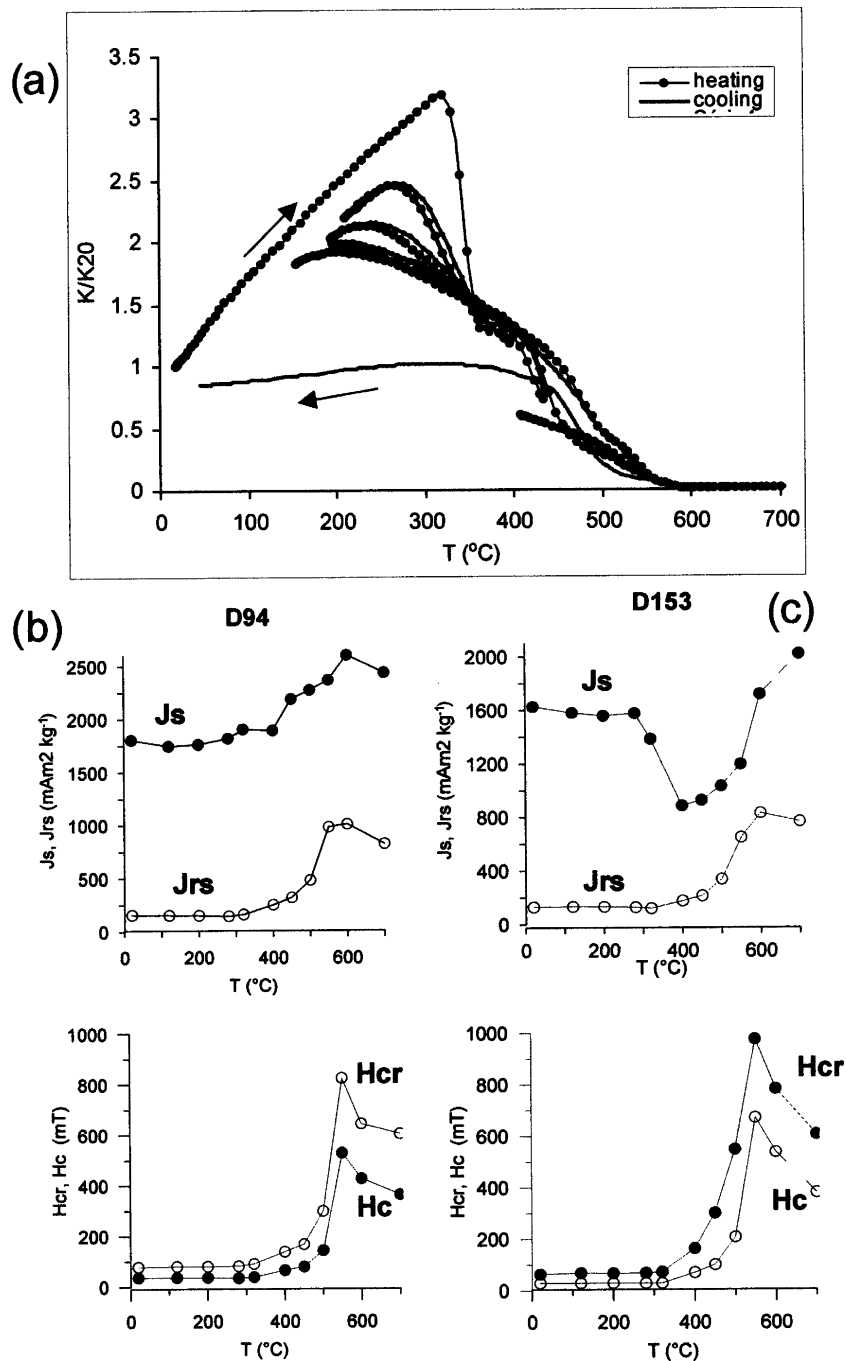 (a)
3.5
3
2.5
2
1.5
1
0.5
0
K/K20
heating
cooling
0 100 200 300 400 500 600 700
T (°C)
(b)
D94
2500
2000
1750
1000
500
250
0
Js, Jrs (mAm2 kg-1)
Js
Jrs
0 200 400 600
T (°C)
D153
(c)
2000
1600
1200
800
400
0
Js, Jrs (mAm2 kg-1)
Js
Jrs
0 200 400 600
T (°C)
1000
800
600
400
200
0
Hcr, Hc (mT)
Hcr
Hc
0 200 400 600
T (°C)
1000
800
600
400
200
0
Hcr, Hc (mT)
Hcr
Hc
0 200 400 600
T (°C)